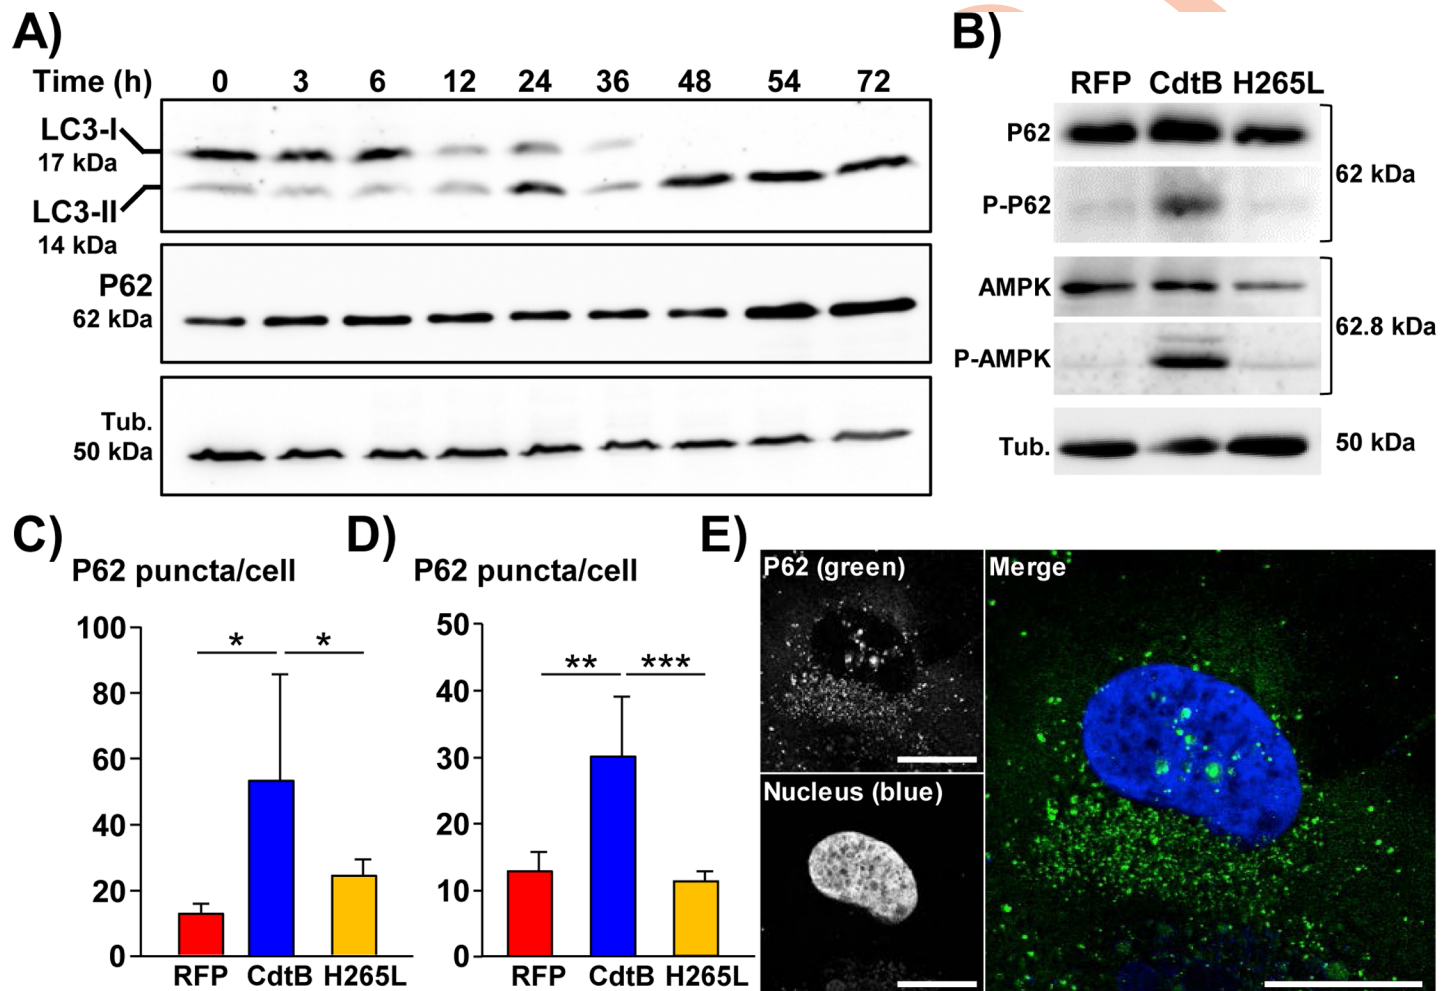 A)
Time (h) 0 3 6 12 24 36 48 54 72
LC3-I
17 kDa
LC3-II
14 kDa
P62
62 kDa
Tub.
50 kDa
B)
RFP CdtB H265L
P62
P-P62
62 kDa
AMPK
P-AMPK
62.8 kDa
Tub.
50 kDa
C)
P62 puncta/cell
100
80
60
40
20
0
* *
RFP CdtB H265L
D)
P62 puncta/cell
50
40
30
20
10
0
** ***
RFP CdtB H265L
E)
P62 (green)
Nucleus (blue)
Merge